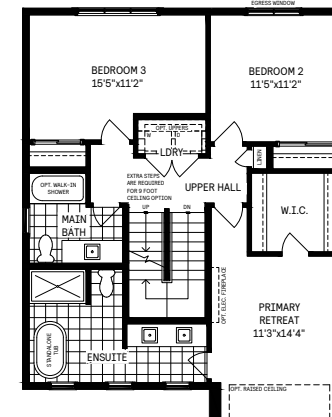 EGRESS WINDOW
BEDROOM 3
15'5"x11'2"
BEDROOM 2
11'5"x11'2"
OPT. UPPERS
W
D
LDRY
LINEN
EXTRA STEPS
ARE REQUIRED
FOR 9 FOOT
CEILING OPTION
UPPER HALL
OPT. WALK-IN
SHOWER
UP
DN
W.I.C.
MAIN
BATH
OPT. ELEC. FIREPLACE
PRIMARY
RETREAT
11'3"x14'4"
STANDALONE
TUB
ENSUITE
OPT. RAISED CEILING